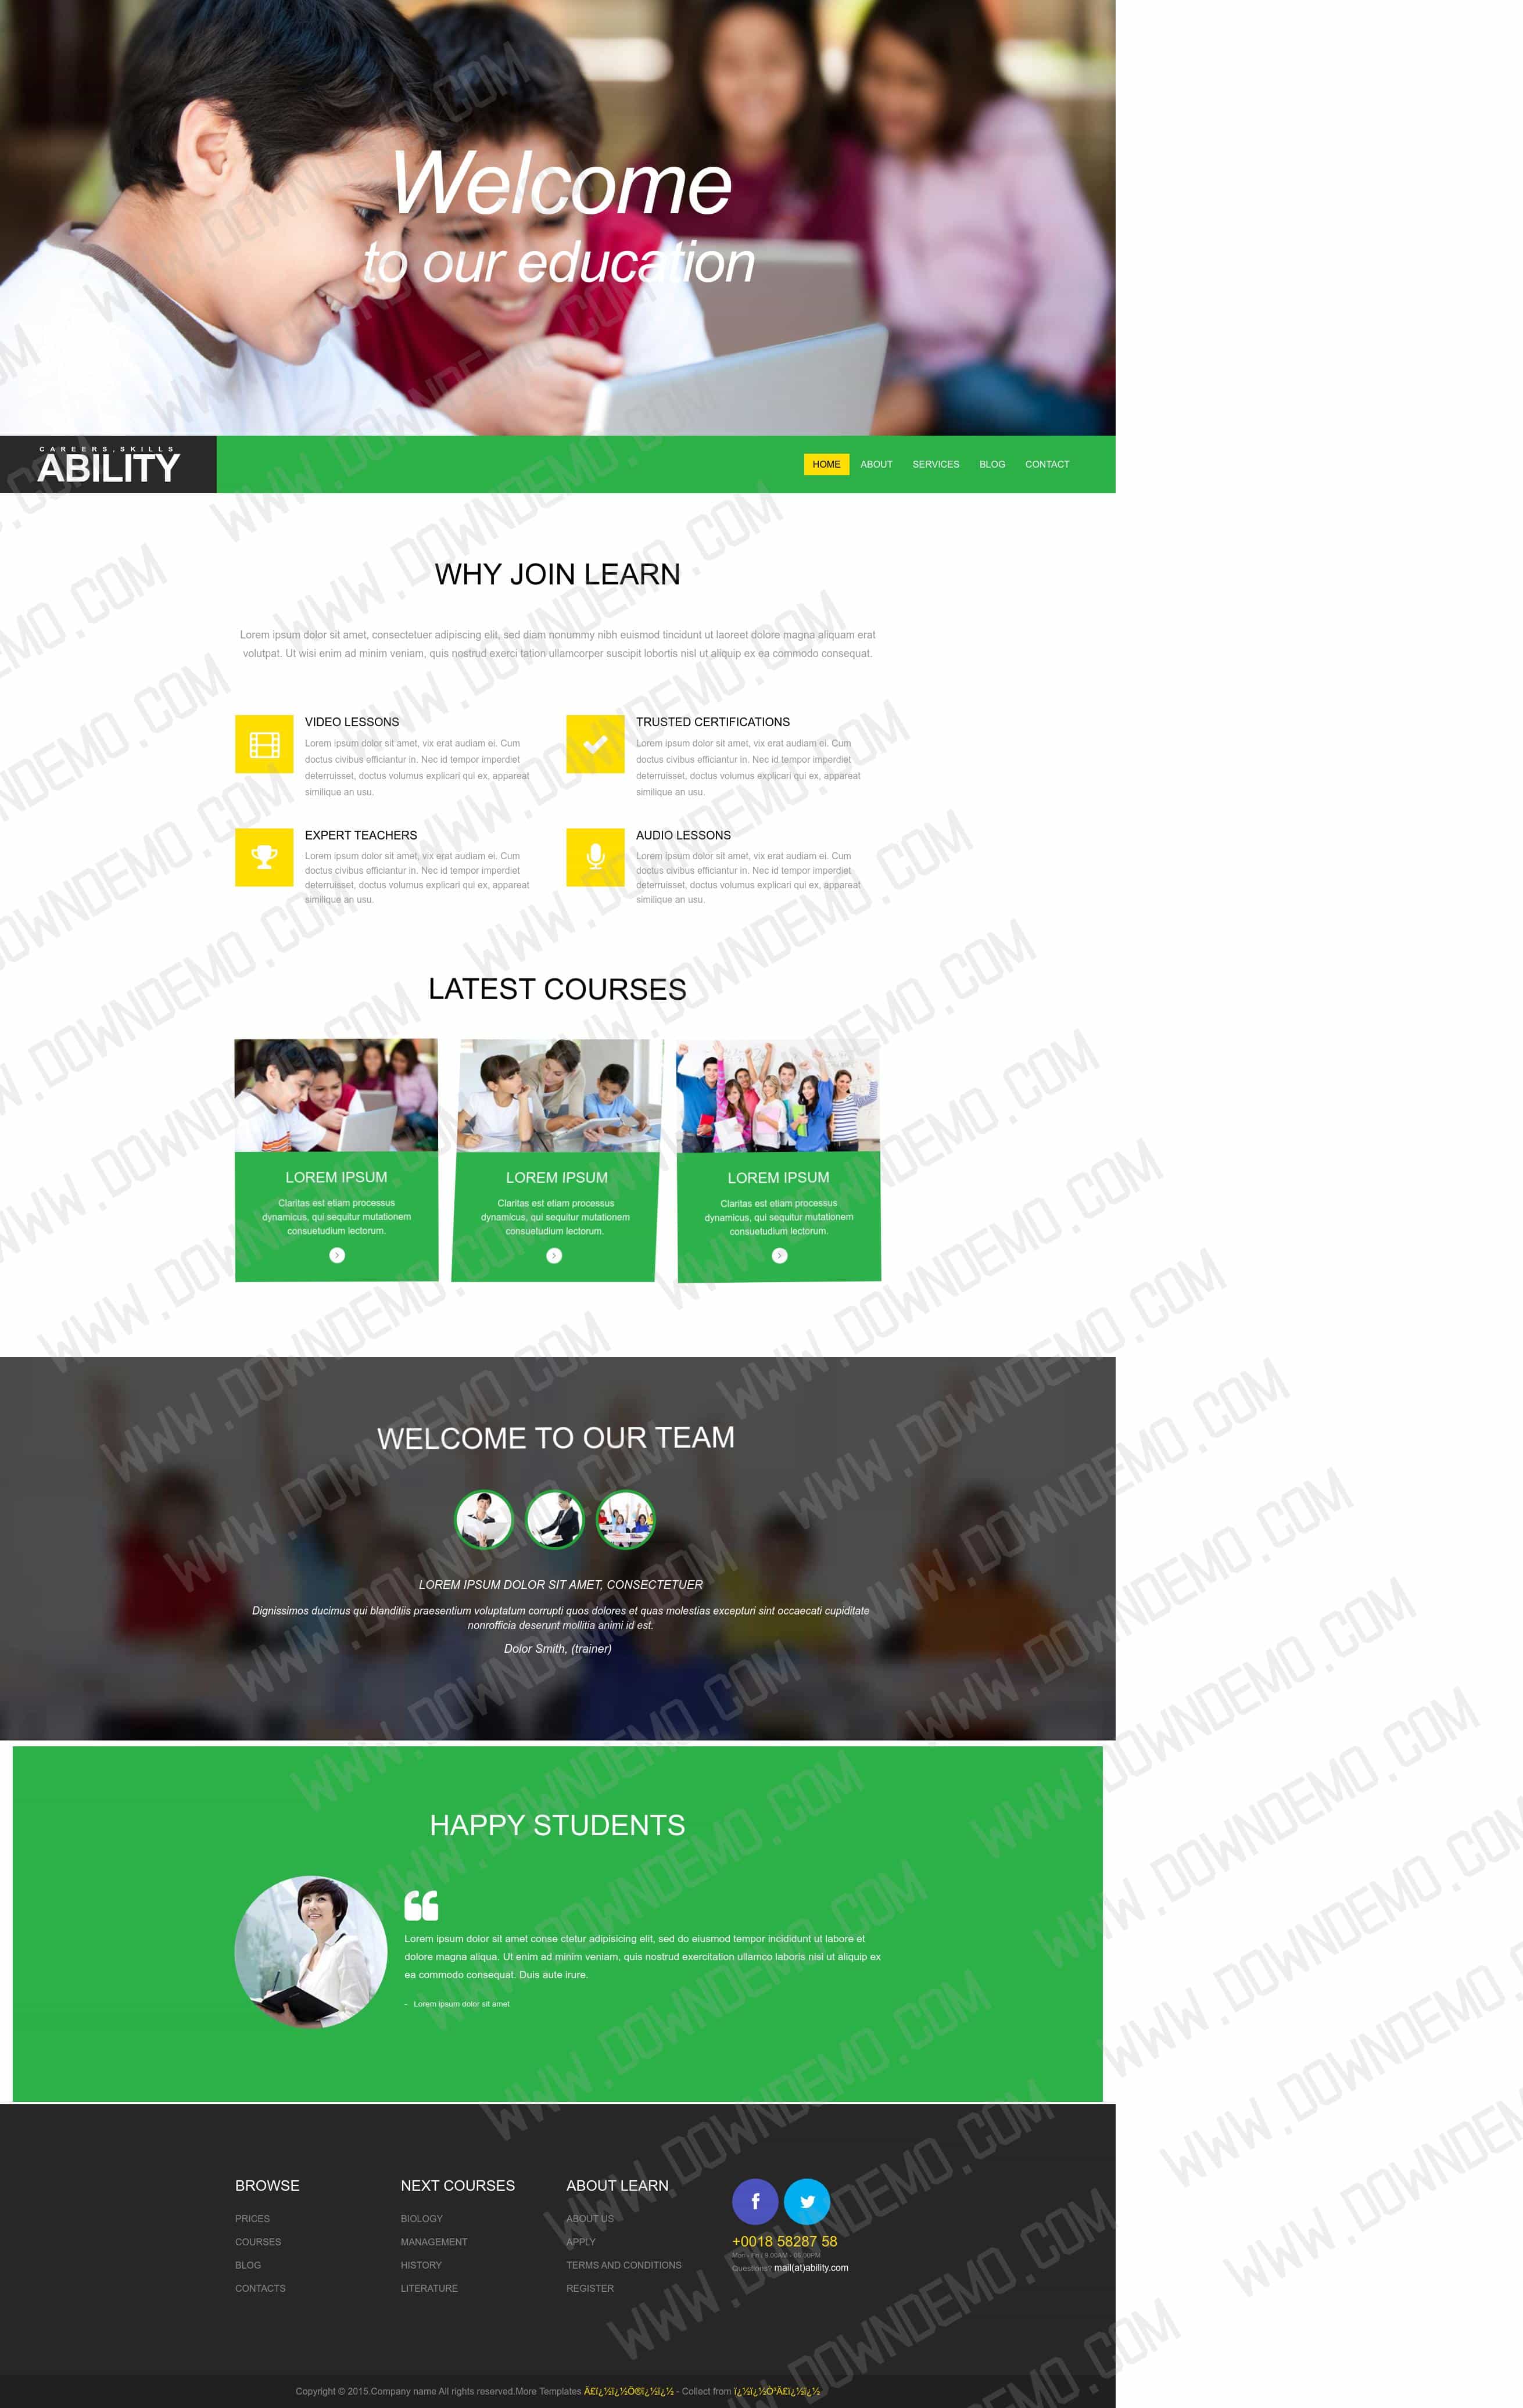 Welcome
to our education
CAREERS,SKILLS
ABILITY
HOME ABOUT SERVICES BLOG CONTACT
WHY JOIN LEARN
Lorem ipsum dolor sit amet, consectetuer adipiscing elit, sed diam nonummy nibh euismod tincidunt ut laoreet dolore magna aliquam erat
volutpat. Ut wisi enim ad minim veniam, quis nostrud exerci tation ullamcorper suscipit lobortis nisl ut aliquip ex ea commodo consequat.
VIDEO LESSONS
Lorem ipsum dolor sit amet, vix erat audiam ei. Cum
doctus civibus efficiantur in. Nec id tempor imperdiet
deterruisset, doctus volumus explicari qui ex, appareat
similique an usu.
TRUSTED CERTIFICATIONS
Lorem ipsum dolor sit amet, vix erat audiam ei. Cum
doctus civibus efficiantur in. Nec id tempor imperdiet
deterruisset, doctus volumus explicari qui ex, appareat
similique an usu.
EXPERT TEACHERS
Lorem ipsum dolor sit amet, vix erat audiam ei. Cum
doctus civibus efficiantur in. Nec id tempor imperdiet
deterruisset, doctus volumus explicari qui ex, appareat
similique an usu.
AUDIO LESSONS
Lorem ipsum dolor sit amet, vix erat audiam ei. Cum
doctus civibus efficiantur in. Nec id tempor imperdiet
deterruisset, doctus volumus explicari qui ex, appareat
similique an usu.
LATEST COURSES
LOREM IPSUM
Claritas est etiam processus
dynamicus, qui sequitur mutationem
consuetudium lectorum.
LOREM IPSUM
Claritas est etiam processus
dynamicus, qui sequitur mutationem
consuetudium lectorum.
LOREM IPSUM
Claritas est etiam processus
dynamicus, qui sequitur mutationem
consuetudium lectorum.
WELCOME TO OUR TEAM
LOREM IPSUM DOLOR SIT AMET, CONSECTETUER
Dignissimos ducimus qui blanditiis praesentium voluptatum corrupti quos dolores et quas molestias excepturi sint occaecati cupiditate
nonrofficia deserunt mollitia animi id est.
Dolor Smith, (trainer)
HAPPY STUDENTS
Lorem ipsum dolor sit amet conse ctetur adipisicing elit, sed do eiusmod tempor incididunt ut labore et
dolore magna aliqua. Ut enim ad minim veniam, quis nostrud exercitation ullamco laboris nisi ut aliquip ex
ea commodo consequat. Duis aute irure.
- Lorem ipsum dolor sit amet
BROWSE
PRICES
COURSES
BLOG
CONTACTS
NEXT COURSES
BIOLOGY
MANAGEMENT
HISTORY
LITERATURE
ABOUT LEARN
ABOUT US
APPLY
TERMS AND CONDITIONS
REGISTER
+0018 58287 58
Mon - Fri / 9.00AM - 06.00PM
Questions? mail(at)ability.com
Copyright © 2015.Company name All rights reserved.More Templates - Collect from
WWW.DOWNDEMO.COM